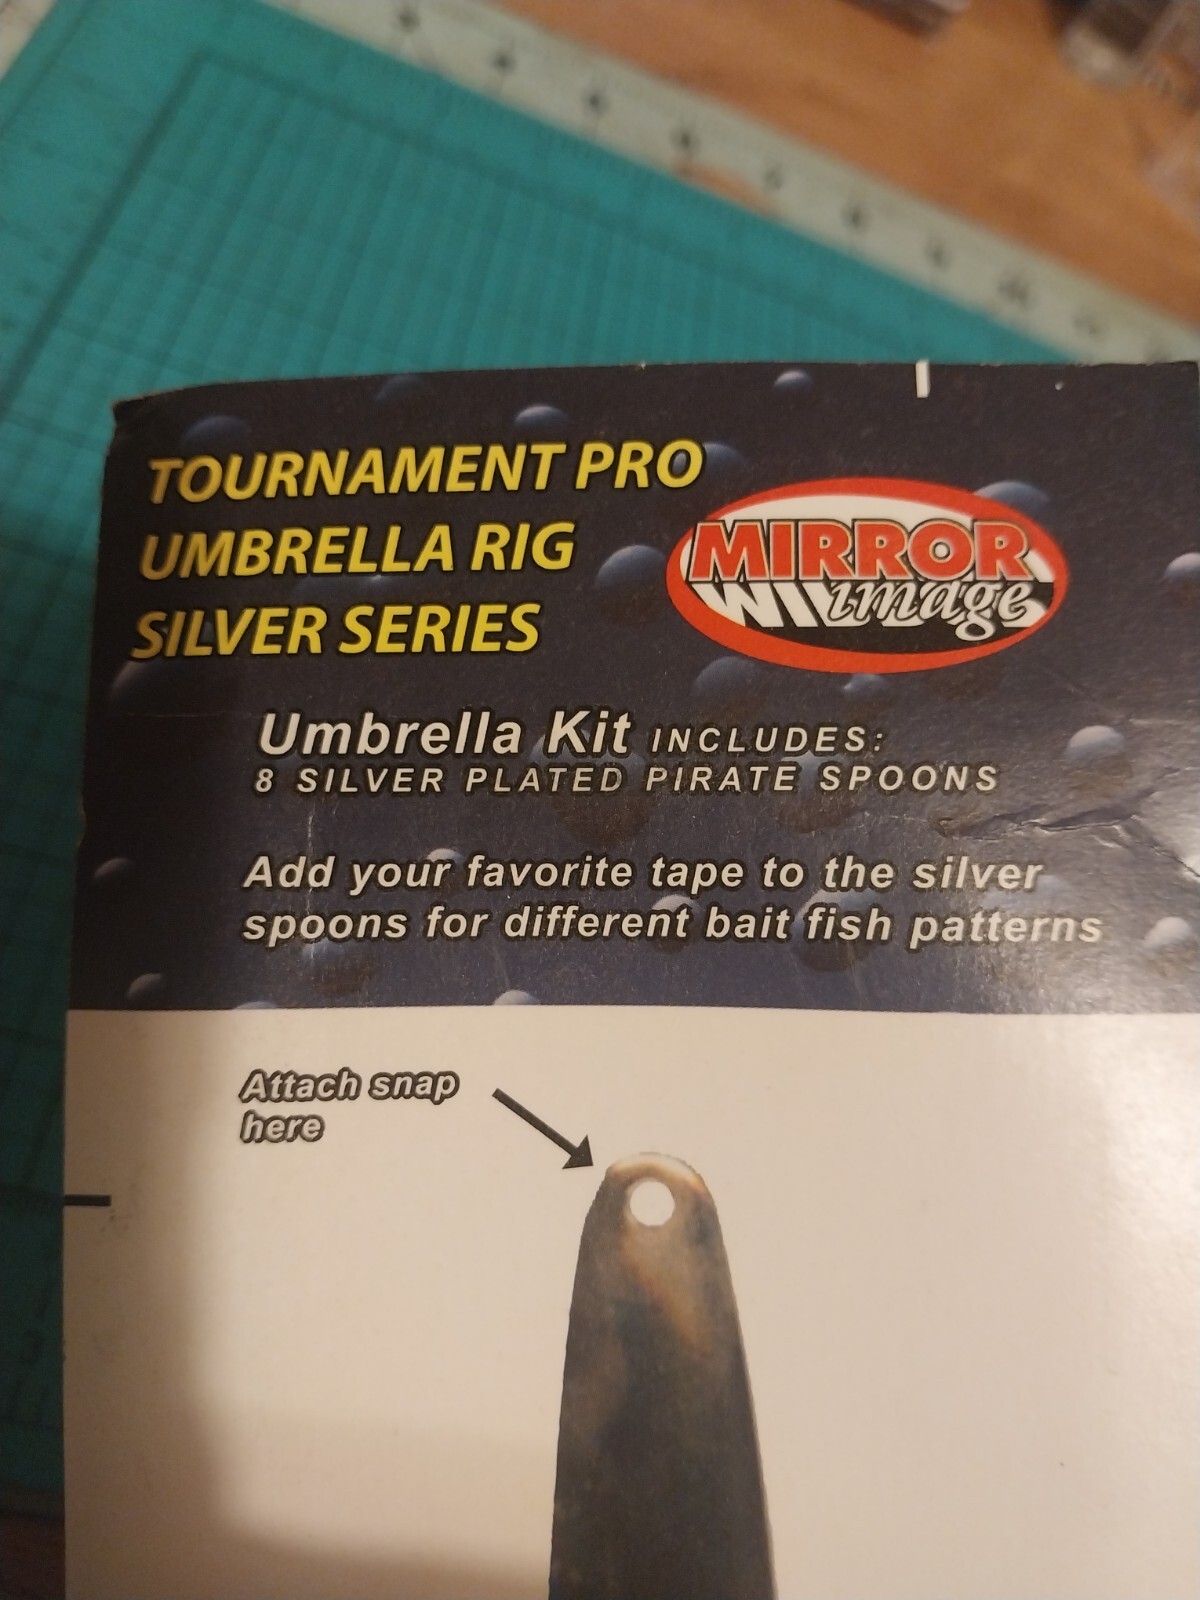 TOURNAMENT PRO
UMBRELLA RIG
SILVER SERIES
MIRROR
image
Umbrella Kit INCLUDES:
8 SILVER PLATED PIRATE SPOONS
Add your favorite tape to the silver
spoons for different bait fish patterns
Attach snap
here